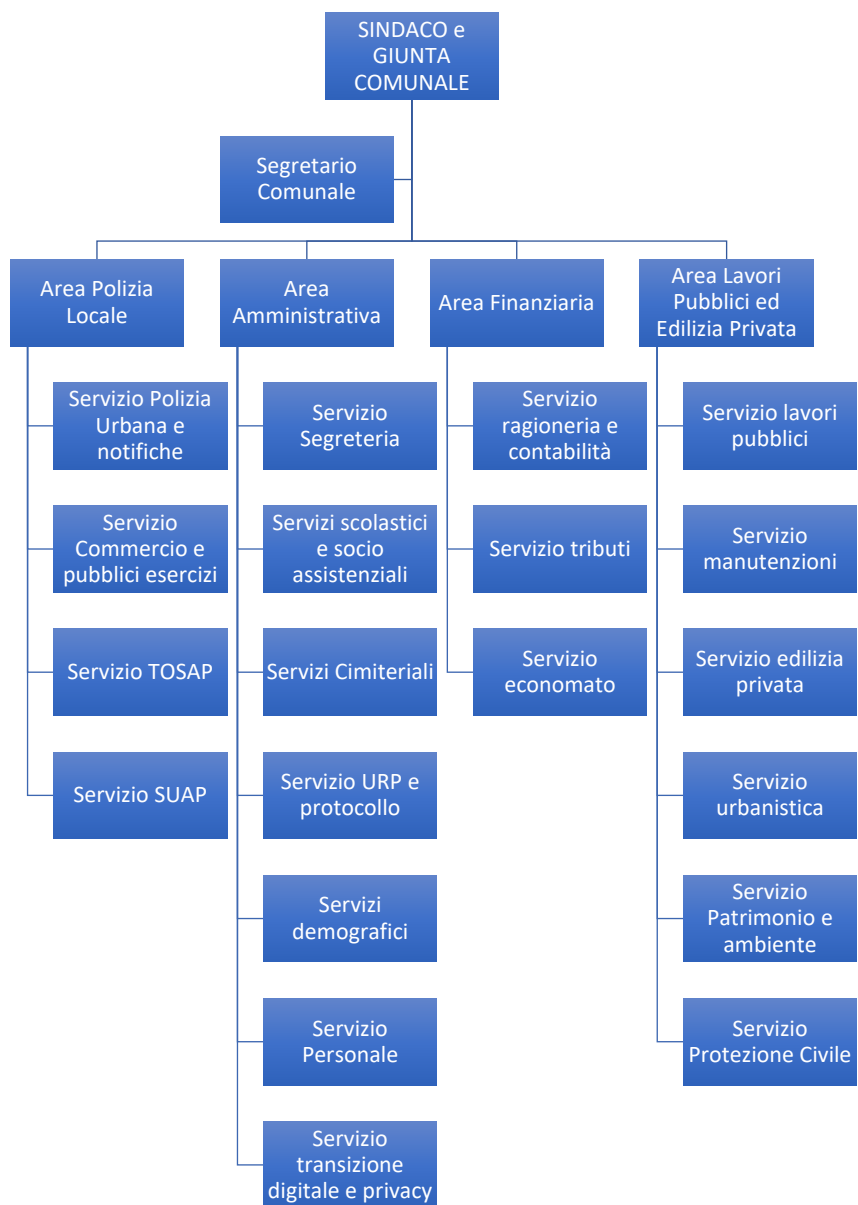 SINDACO e
GIUNTA
COMUNALE
Segretario
Comunale
Area Polizia
Locale
Area
Amministrativa
Area Finanziaria
Area Lavori
Pubblici ed
Edilizia Privata
Servizio Polizia
Urbana e
notifiche
Servizio
Commercio e
pubblici esercizi
Servizio TOSAP
Servizio SUAP
Servizio
Segreteria
Servizi scolastici
e socio
assistenziali
Servizi Cimiteriali
Servizio URP e
protocollo
Servizi
demografici
Servizio
Personale
Servizio
transizione
digitale e privacy
Servizio
ragioneria e
contabilità
Servizio tributi
Servizio
economato
Servizio lavori
pubblici
Servizio
manutenzioni
Servizio edilizia
privata
Servizio
urbanistica
Servizio
Patrimonio e
ambiente
Servizio
Protezione Civile